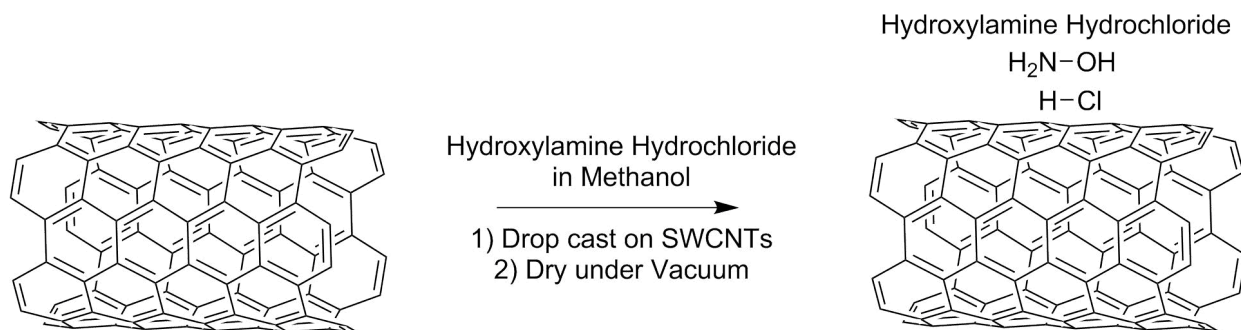 Hydroxylamine Hydrochloride
in Methanol
1) Drop cast on SWCNTs
2) Dry under Vacuum
Hydroxylamine Hydrochloride
H₂N-OH
H-Cl